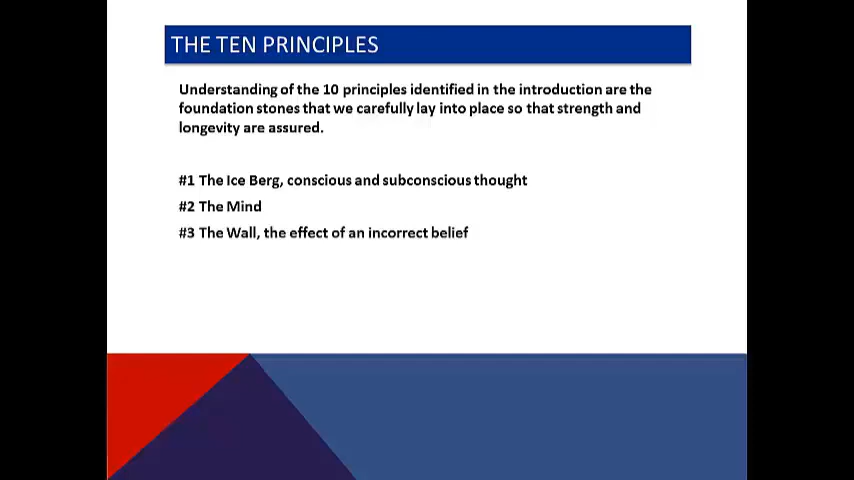 THE TEN PRINCIPLES
Understanding of the 10 principles identified in the introduction are the
foundation stones that we carefully lay into place so that strength and
longevity are assured.
#1 The Ice Berg, conscious and subconscious thought
#2 The Mind
#3 The Wall, the effect of an incorrect belief